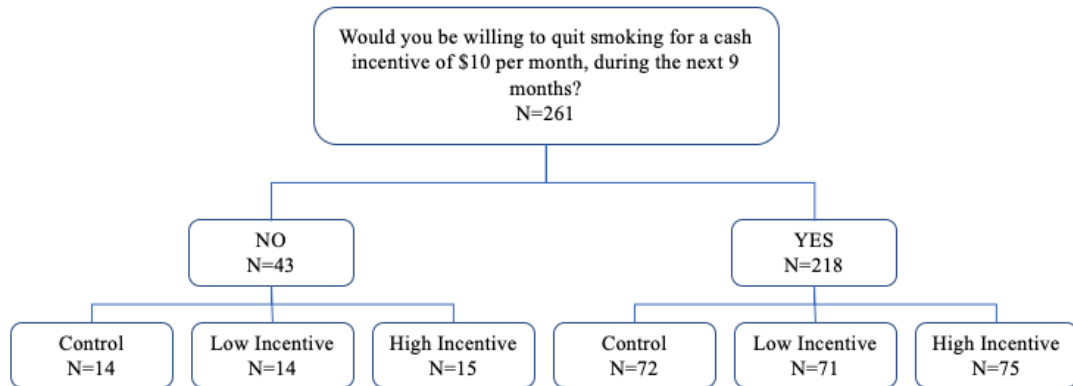 Would you be willing to quit smoking for a cash
incentive of $10 per month, during the next 9
months?
N=261
NO
N=43
YES
N=218
Control
N=14
Low Incentive
N=14
High Incentive
N=15
Control
N=72
Low Incentive
N=71
High Incentive
N=75